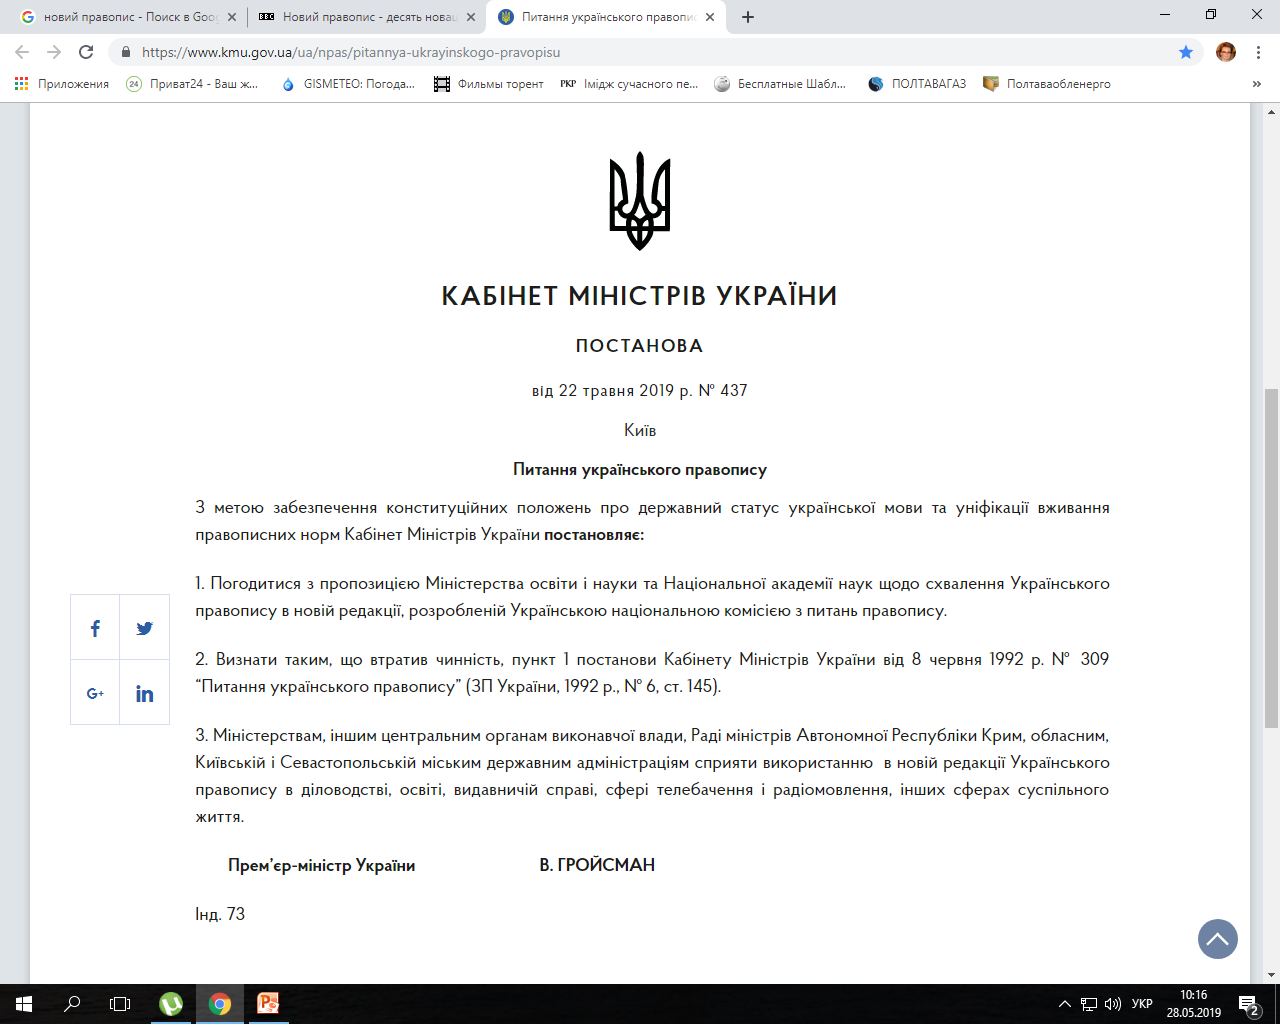 новий правопис - Поиск в Goo
Новий правопис - десять новац
Питання українського правопис
https://www.kmu.gov.ua/ua/npas/pitannya-ukrayinskogo-pravopisu
Приложения
24
Приват24 - Ваш ж...
GISMETEO: Погода...
Фильмы торент
PKP
Імідж сучасного пе...
Бесплатные Шабл...
ПОЛТАВАГАЗ
Полтаваобленерго
»
КАБІНЕТ МІНІСТРІВ УКРАЇНИ
ПОСТАНОВА
від 22 травня 2019 р. № 437
Київ
Питання українського правопису
З метою забезпечення конституційних положень про державний статус української мови та уніфікації вживання
правописних норм Кабінет Міністрів України постановляє:
1. Погодитися з пропозицією Міністерства освіти і науки та Національної академії наук щодо схвалення Українського
правопису в новій редакції, розробленій Українською національною комісією з питань правопису.
2. Визнати таким, що втратив чинність, пункт 1 постанови Кабінету Міністрів України від 8 червня 1992 р. № 309
“Питання українського правопису” (ЗП України, 1992 р., № 6, ст. 145).
3. Міністерствам, іншим центральним органам виконавчої влади, Раді міністрів Автономної Республіки Крим, обласним,
Київській і Севастопольській міським державним адміністраціям сприяти використанню в новій редакції Українського
правопису в діловодстві, освіті, видавничій справі, сфері телебачення і радіомовлення, інших сферах суспільного
життя.
Прем’єр-міністр України В. ГРОЙСМАН
Інд. 73
УКР
10:16
28.05.2019
2